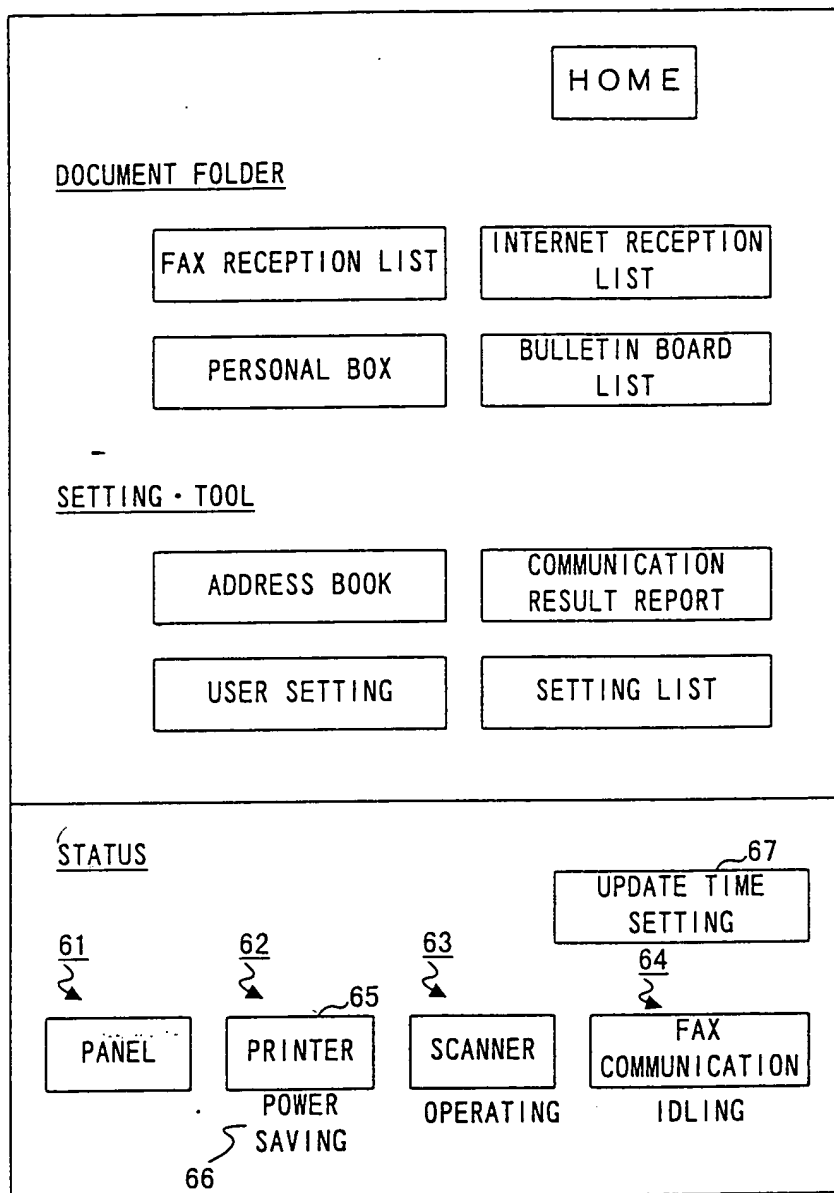 HOME
DOCUMENT FOLDER
FAX RECEPTION LIST
INTERNET RECEPTION
LIST
PERSONAL BOX
BULLETIN BOARD
LIST
SETTING・TOOL
ADDRESS BOOK
COMMUNICATION
RESULT REPORT
USER SETTING
SETTING LIST
STATUS
67
UPDATE TIME
SETTING
61
62
63
64
65
PANEL
PRINTER
SCANNER
FAX
COMMUNICATION
POWER
SAVING
OPERATING
IDLING
66